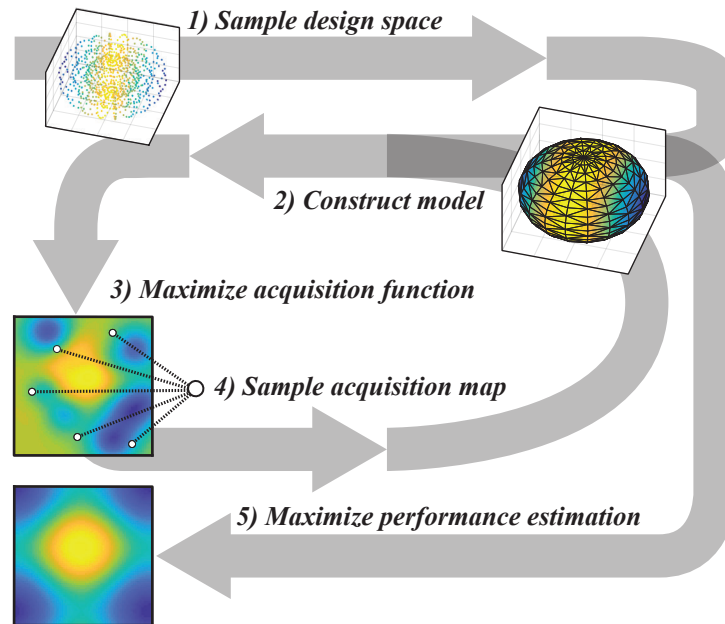 1) Sample design space
2) Construct model
3) Maximize acquisition function
4) Sample acquisition map
5) Maximize performance estimation